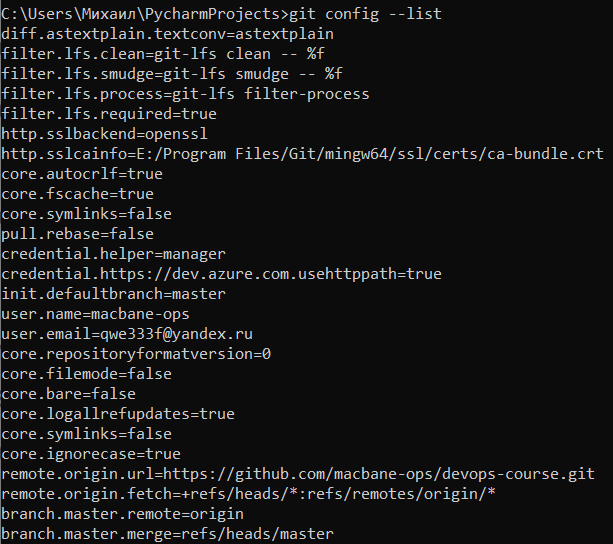 C:\Users\Михаил\PycharmProjects>git config --list
diff.astextplain.textconv=astextplain
filter.lfs.clean=git-lfs clean -- %f
filter.lfs.smudge=git-lfs smudge -- %f
filter.lfs.process=git-lfs filter-process
filter.lfs.required=true
http.sslbackend=openssl
http.sslcainfo=E:/Program Files/Git/mingw64/ssl/certs/ca-bundle.crt
core.autocrlf=true
core.fscache=true
core.symlinks=false
pull.rebase=false
credential.helper=manager
credential.https://dev.azure.com.usehttppath=true
init.defaultbranch=master
user.name=macbane-ops
user.email=qwe333f@yandex.ru
core.repositoryformatversion=0
core.filemode=false
core.bare=false
core.logallrefupdates=true
core.symlinks=false
core.ignorecase=true
remote.origin.url=https://github.com/macbane-ops/devops-course.git
remote.origin.fetch=+refs/heads/*:refs/remotes/origin/*
branch.master.remote=origin
branch.master.merge=refs/heads/master